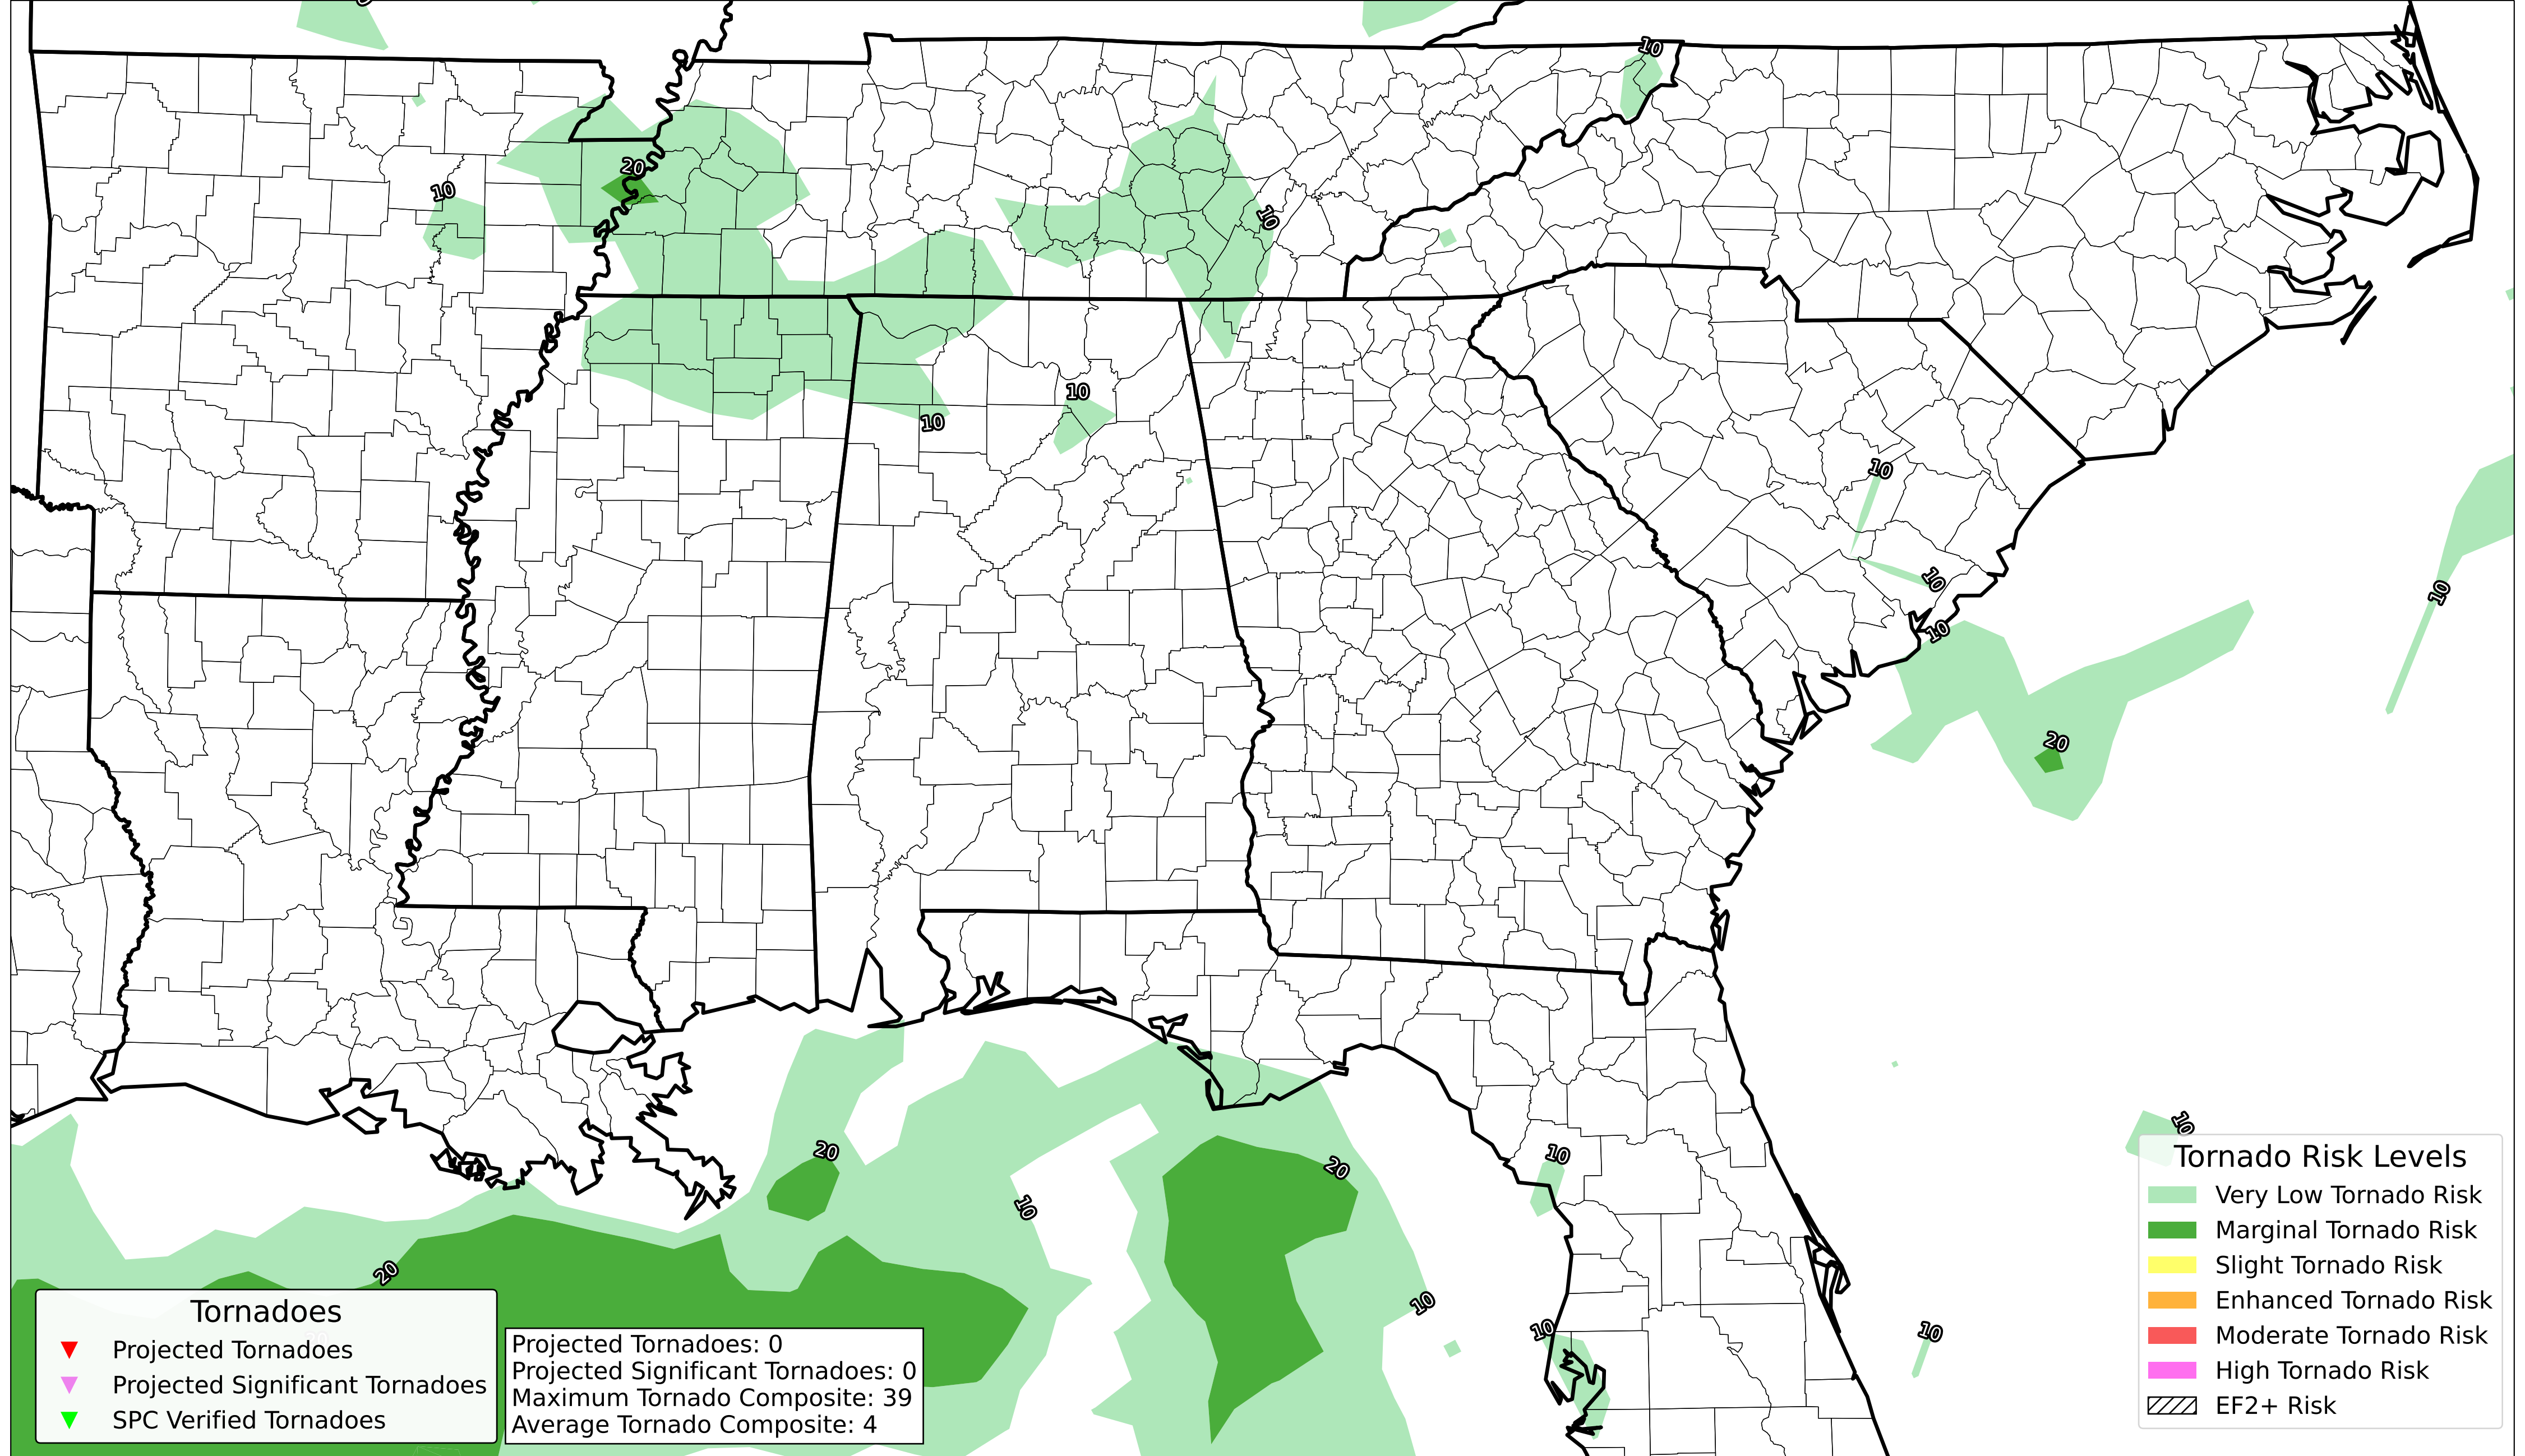 10
20
10
10
10
10
10
10
10
10
20
10
20
20
10
10
10
20
10
10
10
Tornadoes
Projected Tornadoes
Projected Significant Tornadoes
SPC Verified Tornadoes
Projected Tornadoes: 0
Projected Significant Tornadoes: 0
Maximum Tornado Composite: 39
Average Tornado Composite: 4
Tornado Risk Levels
Very Low Tornado Risk
Marginal Tornado Risk
Slight Tornado Risk
Enhanced Tornado Risk
Moderate Tornado Risk
High Tornado Risk
EF2+ Risk